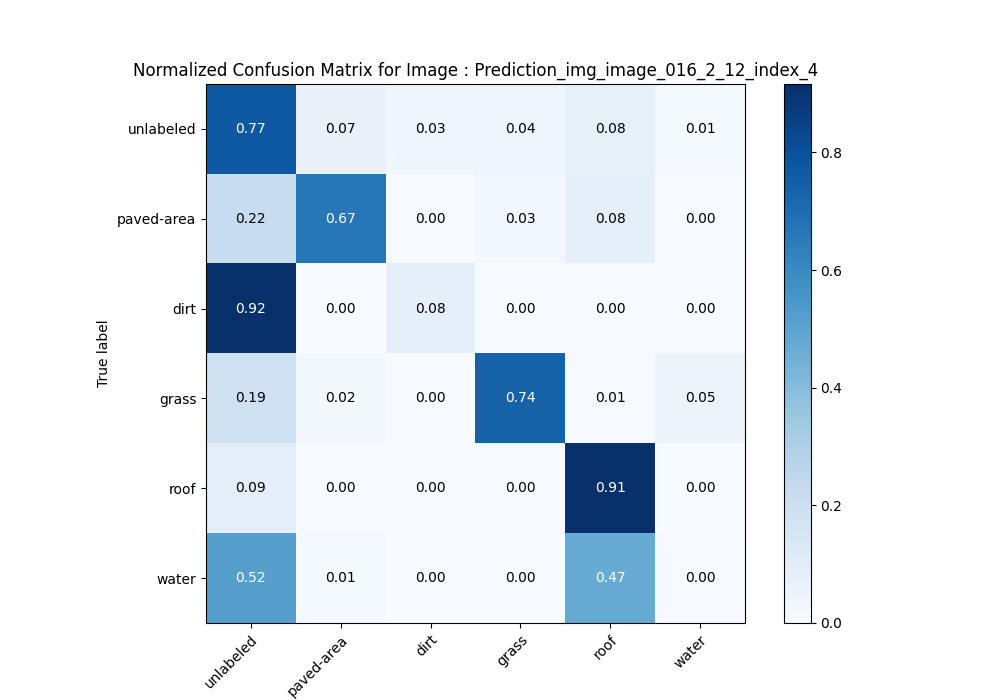 Normalized Confusion Matrix for Image : Prediction_img_image_016_2_12_index_4
unlabeled 0.77 0.07 0.03 0.04 0.08 0.01
paved-area 0.22 0.67 0.00 0.03 0.08 0.00
dirt 0.92 0.00 0.08 0.00 0.00 0.00
grass 0.19 0.02 0.00 0.74 0.01 0.05
roof 0.09 0.00 0.00 0.00 0.91 0.00
water 0.52 0.01 0.00 0.00 0.47 0.00
True label
unlabeled
paved-area
dirt
grass
roof
water
0.8
0.6
0.4
0.2
0.0